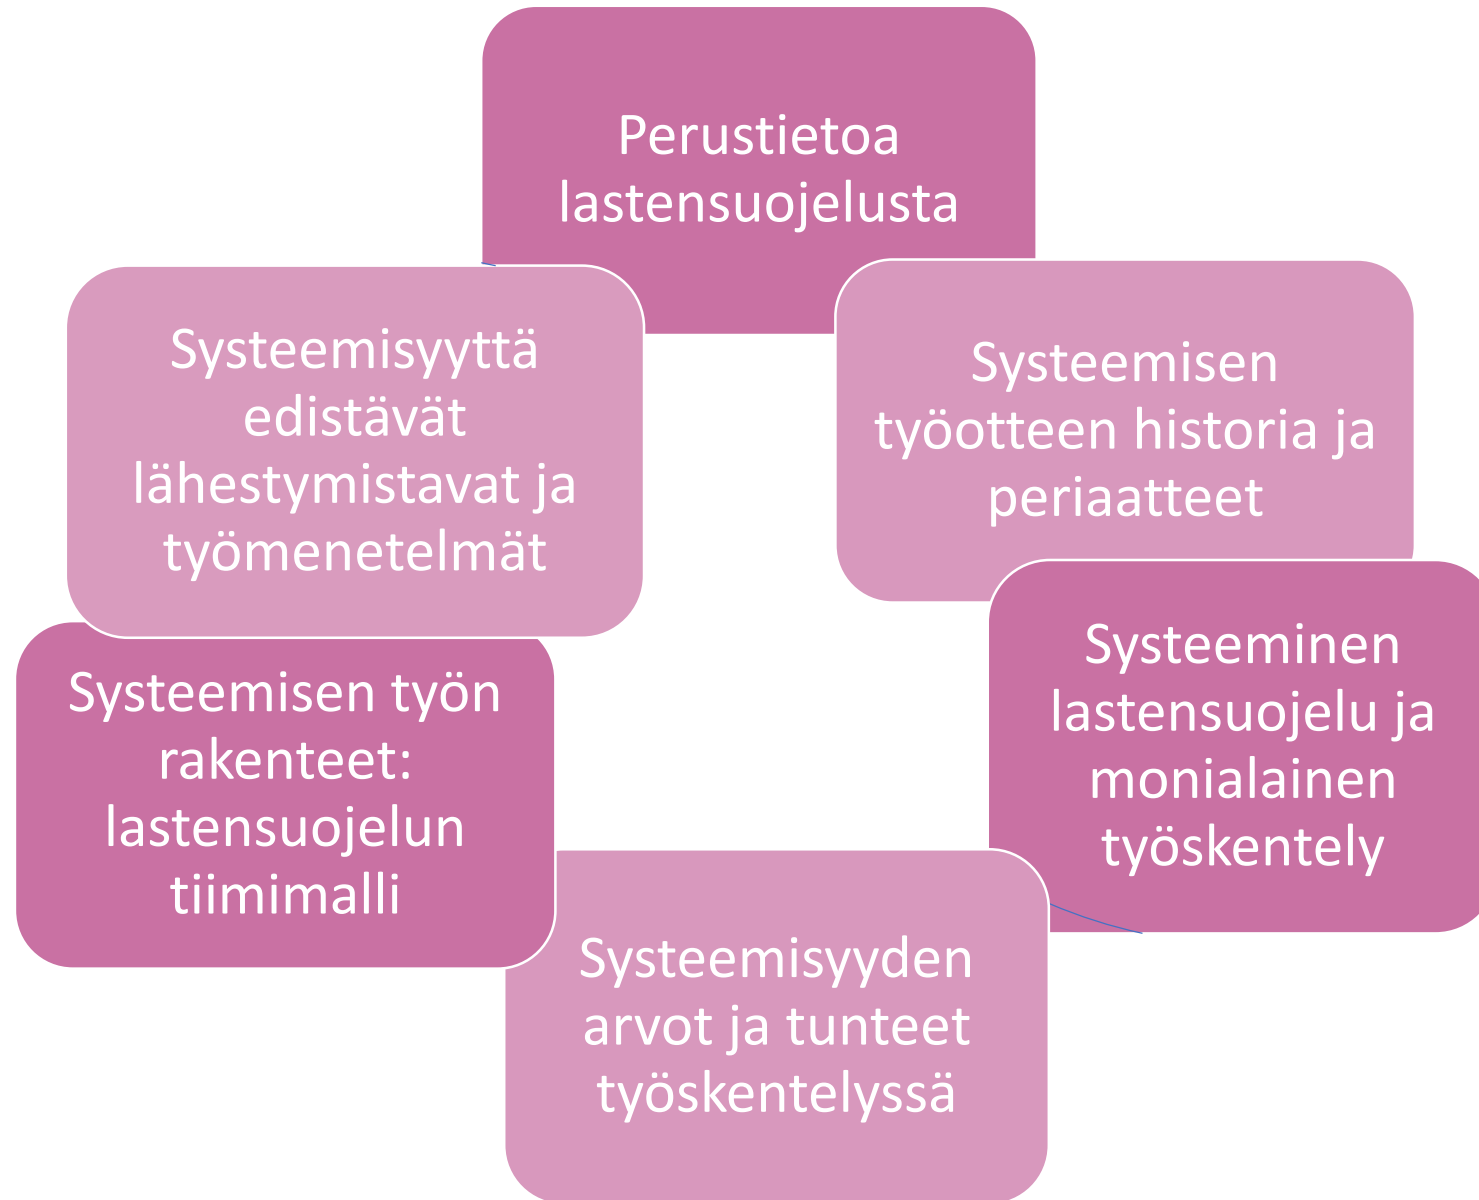 Perustietoa
lastensuojelusta
Systeemisen
työotteen historia ja
periaatteet
Systeeminen
lastensuojelu ja
monialainen
työskentely
Systeemisyyden
arvot ja tunteet
työskentelyssä
Systeemisen työn
rakenteet:
lastensuojelun
tiimimalli
Systeemisyyttä
edistävät
lähestymistavat ja
työmenetelmät